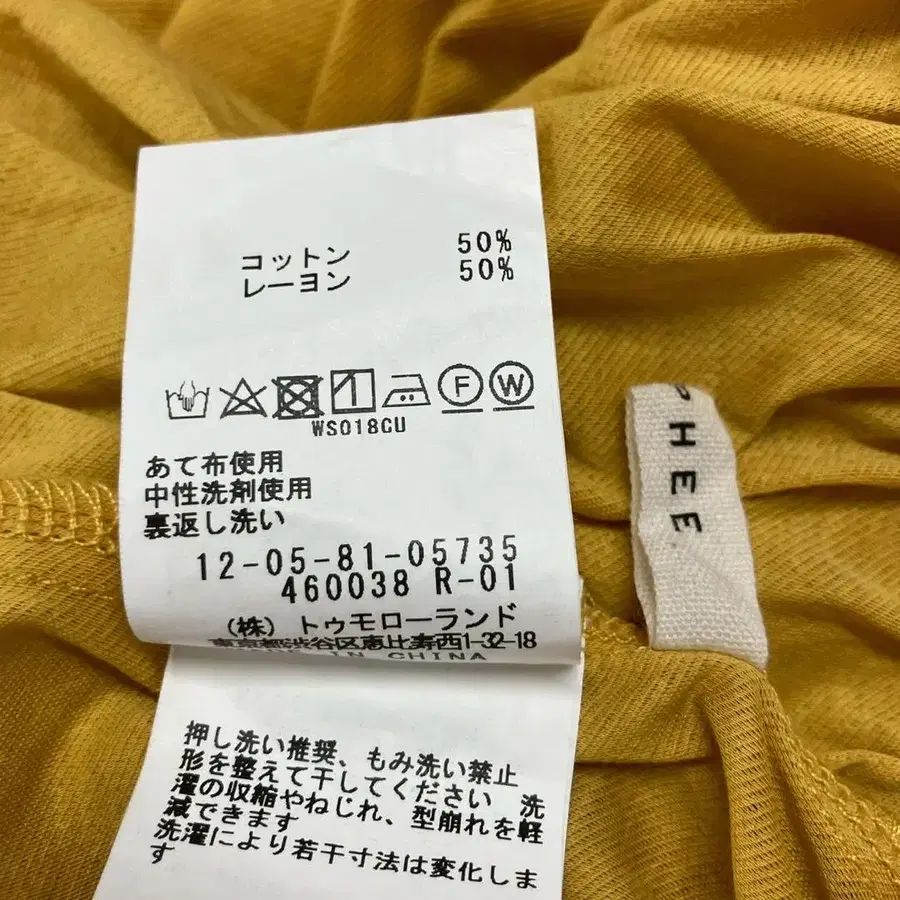 コットン 50%
レーヨン 50%
F W
WS018CU
あて布使用
中性洗剤使用
裏返し洗い
12-05-81-05735
460038 R-01
(株) トゥモローランド
東京都渋谷区恵比寿西1-32-18
IN CHINA
押し洗い推奨、もみ洗い禁止
形を整えて干してください 洗
濯の収縮やねじれ、型崩れを軽
減できます
洗濯により若干寸法は変化しま
す
HEE